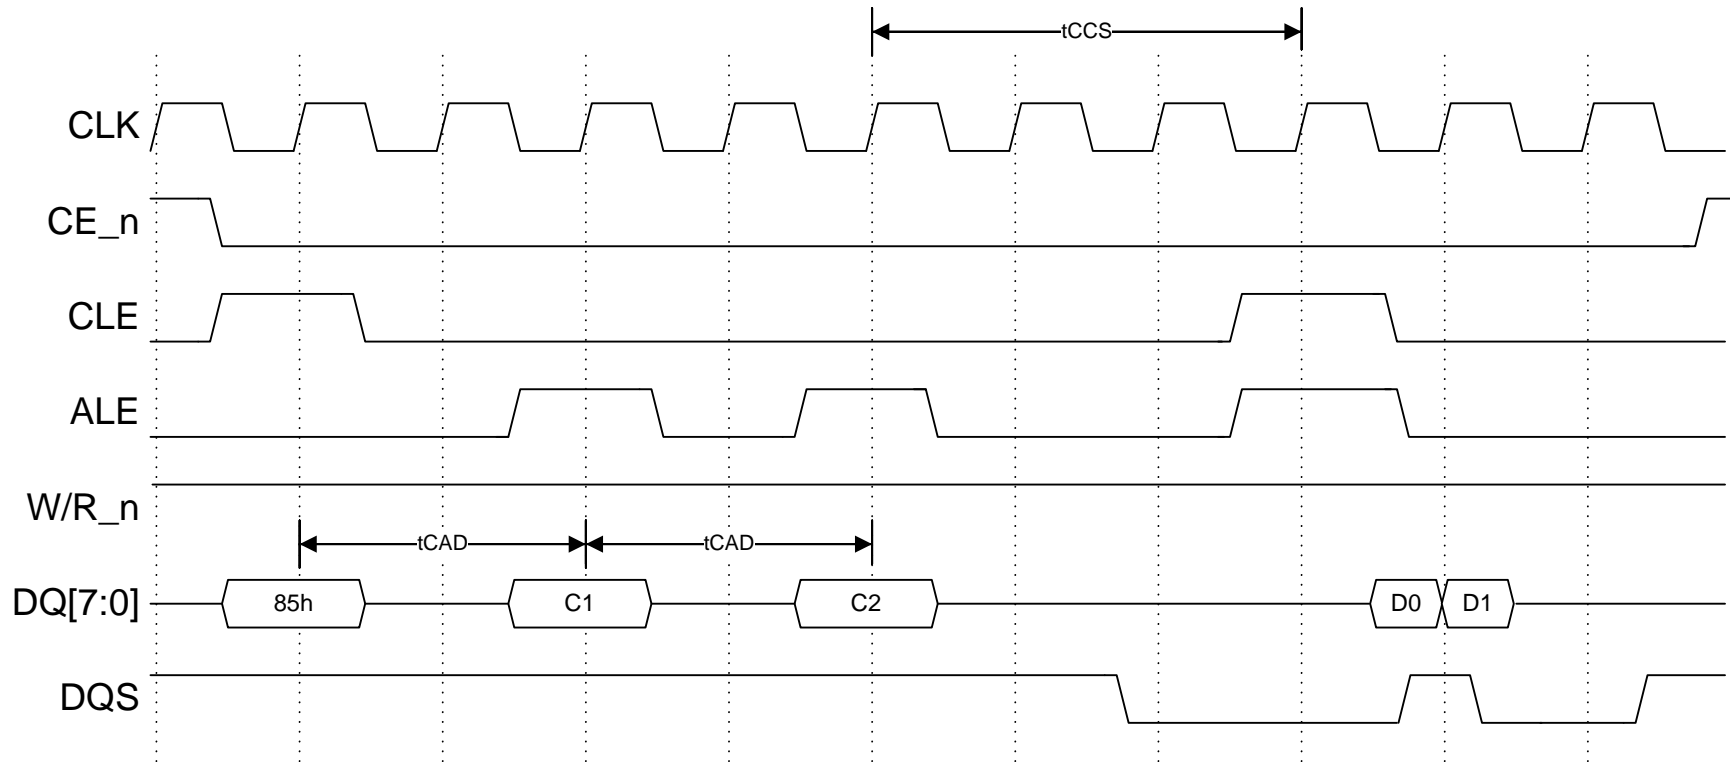 tCCS
CLK
CE_n
CLE
ALE
W/R_n
tCAD tCAD
DQ[7:0] 85h C1 C2 D0 D1
DQS